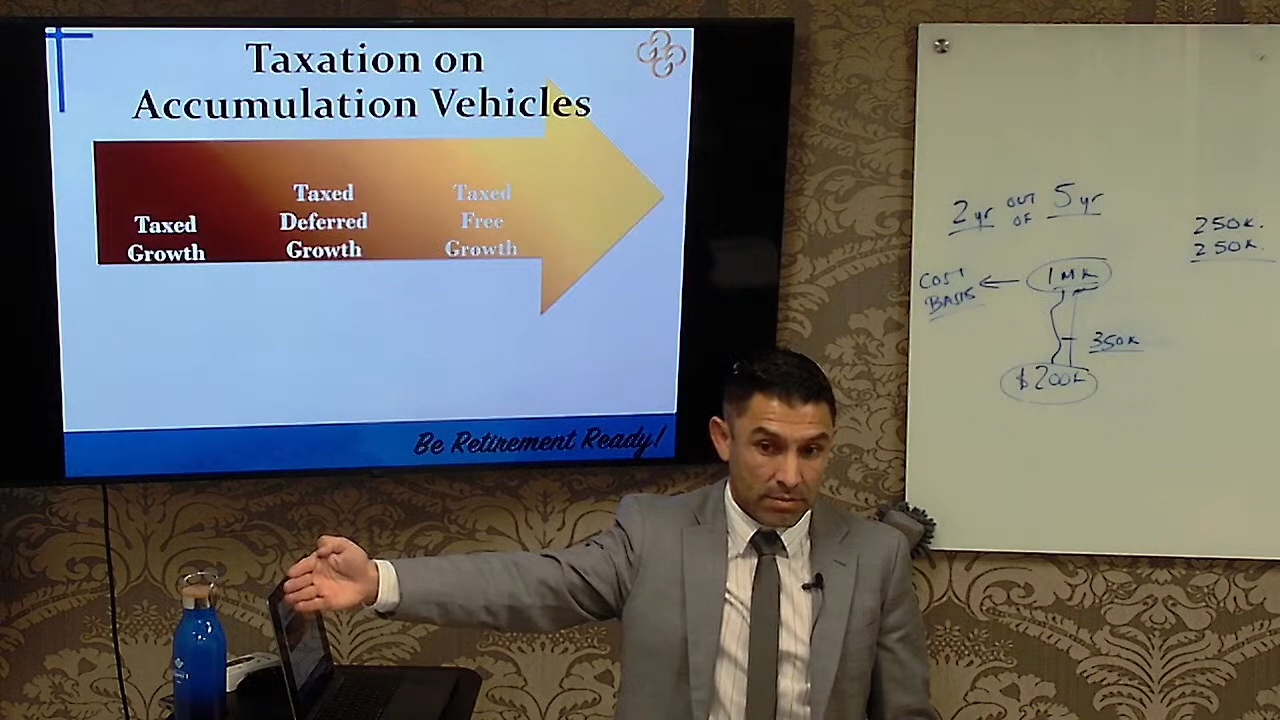 Taxation on
Accumulation Vehicles
Taxed
Growth
Taxed
Deferred
Growth
Taxed
Free
Growth
Be Retirement Ready!
2 yr OUT OF 5 yr
250K.
250K.
COST
BASIS
1 MK
350K
$200K